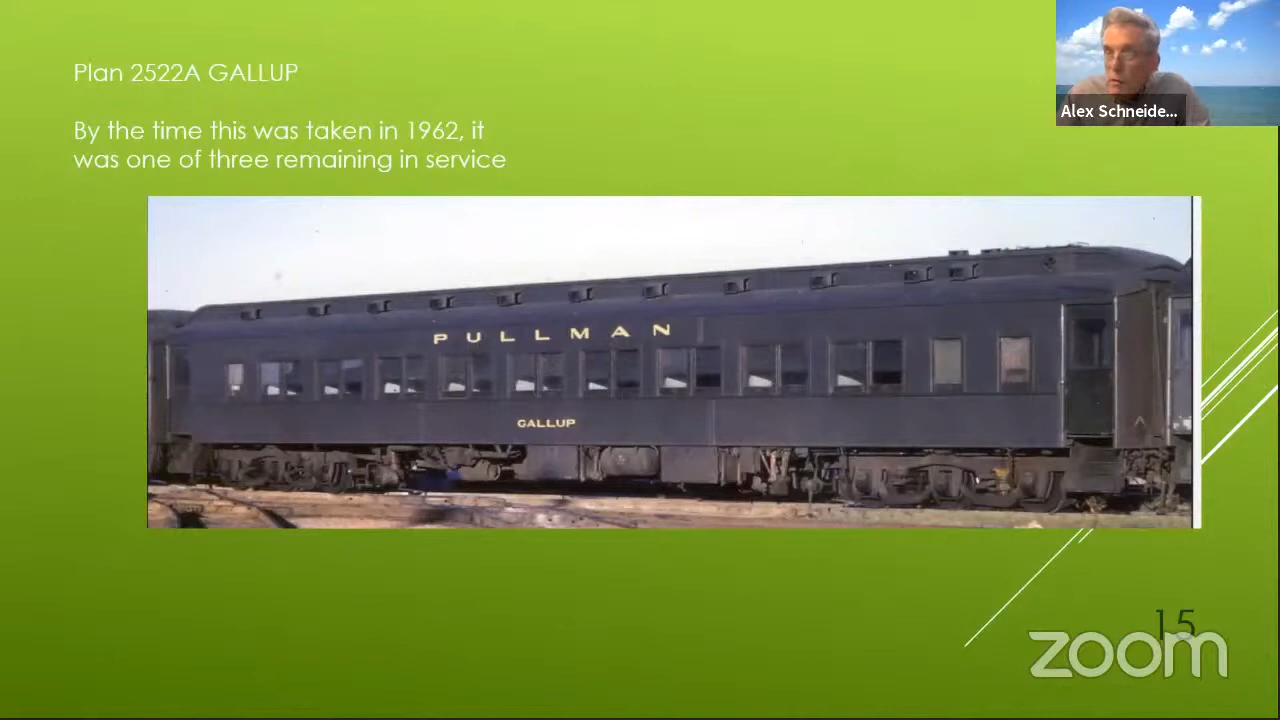 Plan 2522A GALLUP
By the time this was taken in 1962, it
was one of three remaining in service
Alex Schneide...
PULLMAN
GALLUP
15
zoom